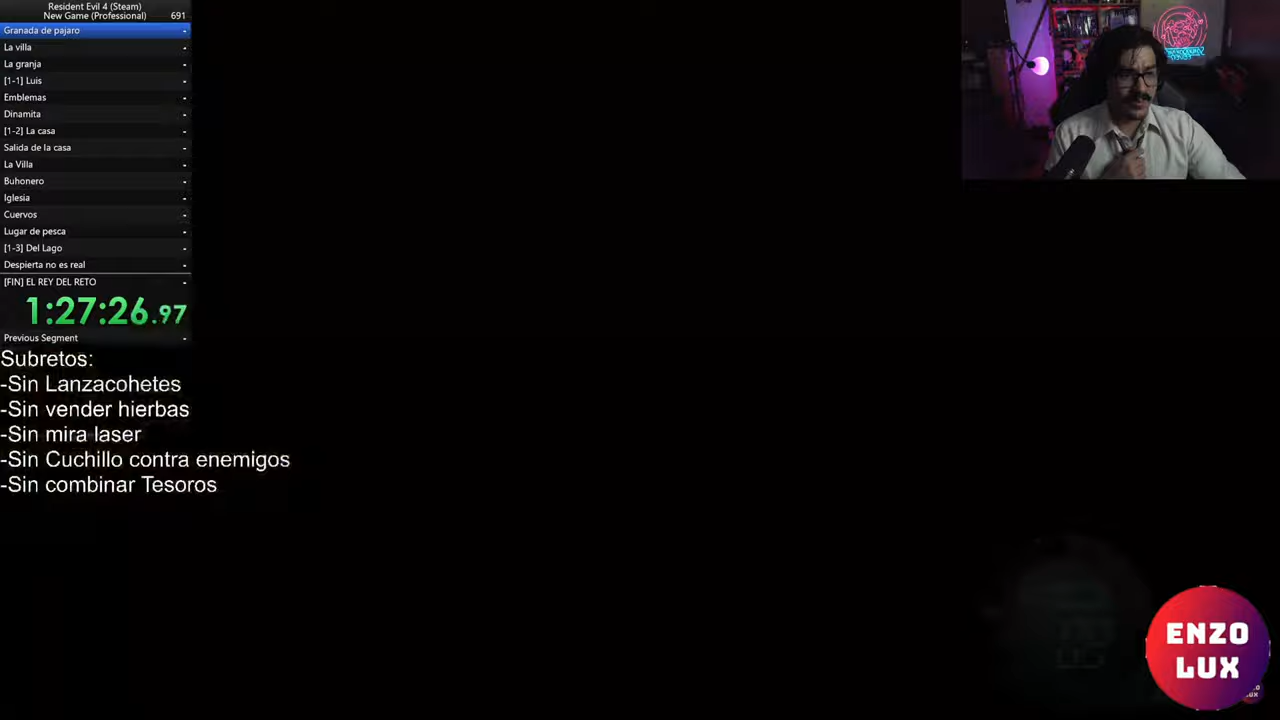 Resident Evil 4 (Steam)
New Game (Professional) 691
Granada de pajaro -
La villa -
La granja -
[1-1] Luis -
Emblemas -
Dinamita -
[1-2] La casa -
Salida de la casa -
La Villa -
Buhonero -
Iglesia -
Cuervos -
Lugar de pesca -
[1-3] Del Lago -
Despierta no es real -
[FIN] EL REY DEL RETO -
1:27:26.97
Previous Segment -
Subretos:
-Sin Lanzacohetes
-Sin vender hierbas
-Sin mira laser
-Sin Cuchillo contra enemigos
-Sin combinar Tesoros
ENZO
LUX